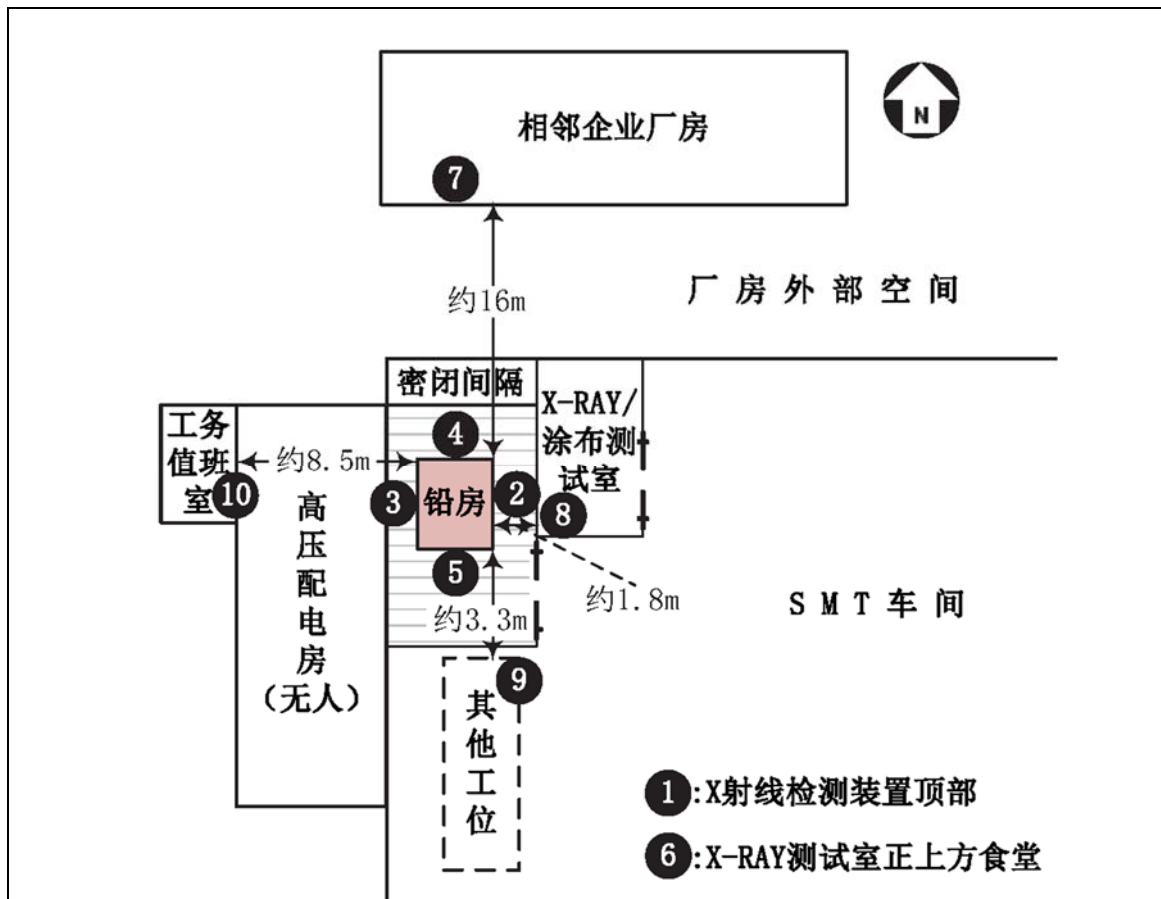 相邻企业厂房
N
7
约16m
厂房外部空间
密闭间隔
X-RAY/
涂布测
试室
工务
值班
室
10
约8.5m
高压配电房
(无人)
4
3
铅房
2
8
5
约1.8m
约3.3m
SMT车间
9
其他工位
1:X射线检测装置顶部
6:X-RAY测试室正上方食堂